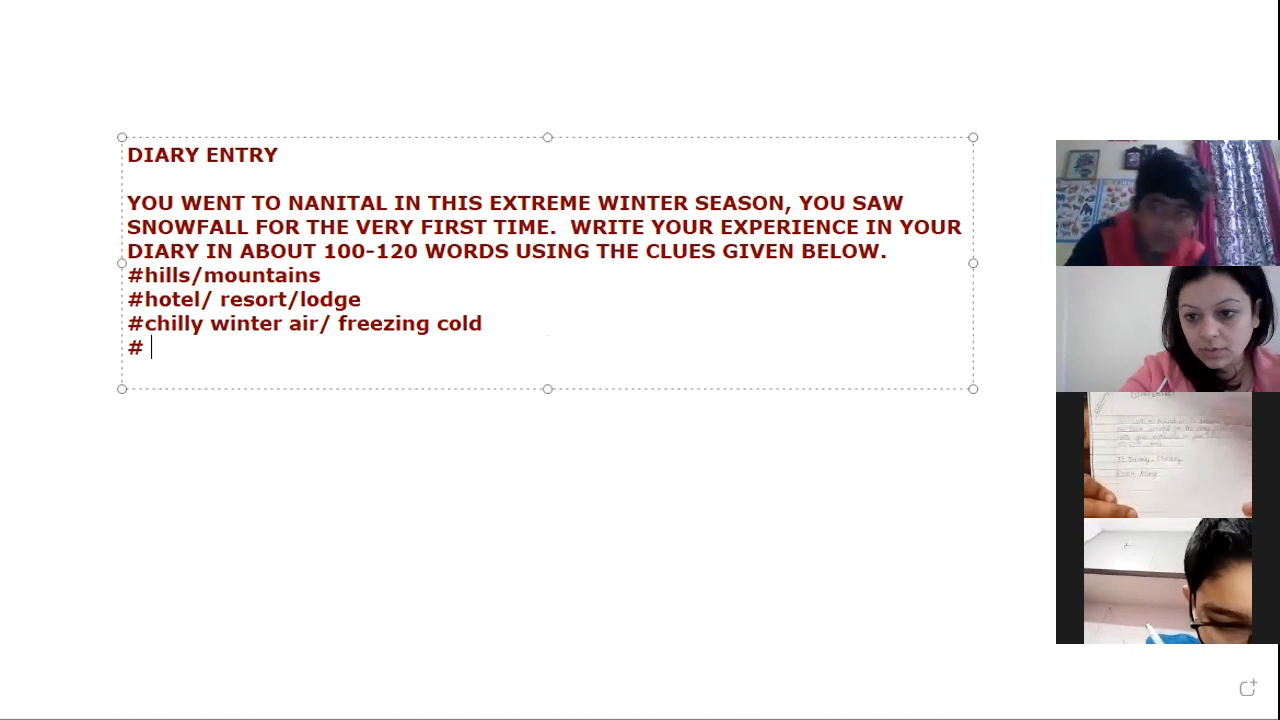 DIARY ENTRY
YOU WENT TO NANITAL IN THIS EXTREME WINTER SEASON, YOU SAW
SNOWFALL FOR THE VERY FIRST TIME.  WRITE YOUR EXPERIENCE IN YOUR
DIARY IN ABOUT 100-120 WORDS USING THE CLUES GIVEN BELOW.
#hills/mountains
#hotel/ resort/lodge
#chilly winter air/ freezing cold
#